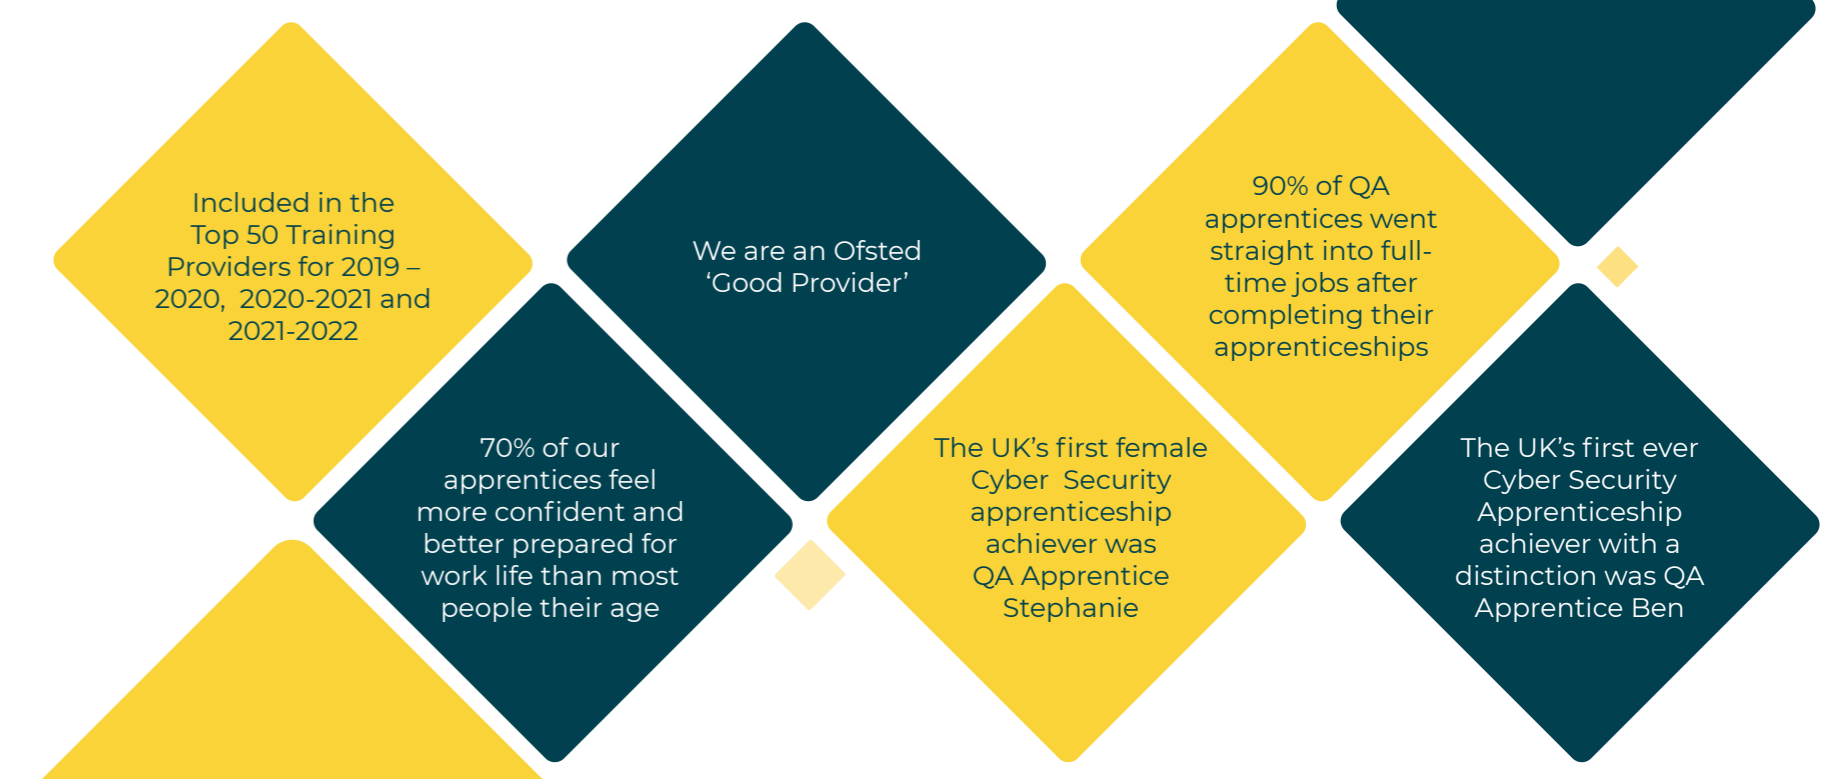 Included in the
Top 50 Training
Providers for 2019 –
2020,  2020-2021 and
2021-2022
We are an Ofsted
‘Good Provider’
90% of QA
apprentices went
straight into full-
time jobs after
completing their
apprenticeships
70% of our
apprentices feel
more confident and
better prepared for
work life than most
people their age
The UK’s first female
Cyber  Security
apprenticeship
achiever was
QA Apprentice
Stephanie
The UK’s first ever
Cyber Security
Apprenticeship
achiever with a
distinction was QA
Apprentice Ben